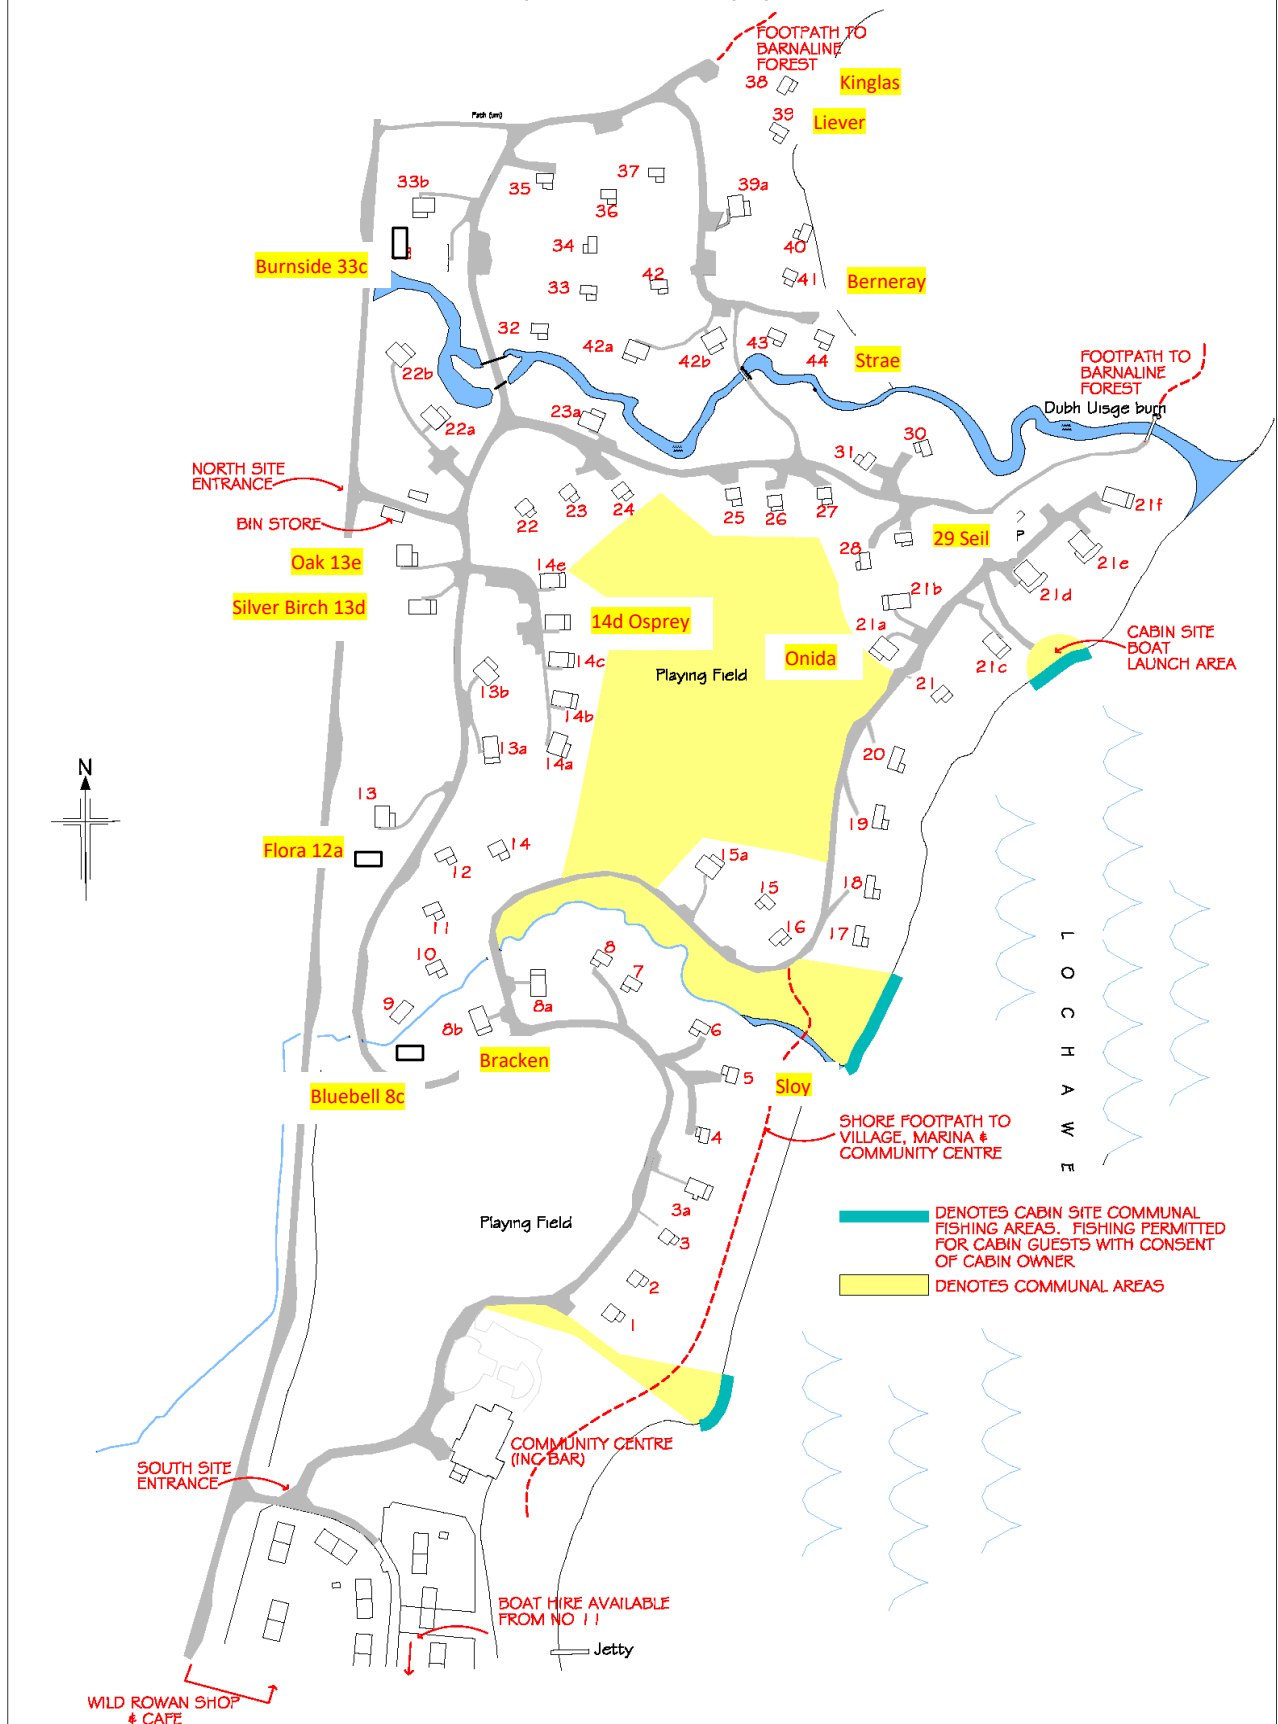 FOOTPATH TO
BARNALINE
FOREST
38
Kinglas
39
Liever
Path (um)
37
35
36
33b
39a
34
40
Burnside 33c
33
42
41
Berneray
32
42a
42b
43
44
Strae
FOOTPATH TO
BARNALINE
FOREST
22b
Dubh Uisge burn
23a
22a
30
31
NORTH SITE
ENTRANCE
BIN STORE
22
23
24
25
26
27
21f
29 Seil
P
28
Oak 13e
14e
21e
21b
21d
Silver Birch 13d
14d Osprey
21a
CABIN SITE
BOAT
LAUNCH AREA
Onida
21c
14c
Playing Field
13b
21
14b
13a
14a
20
N
13
19
Flora 12a
12
14
15a
18
15
11
16
17
LOCH AWE
10
8
7
9
8a
8b
6
Bracken
5
Sloy
Bluebell 8c
SHORE FOOTPATH TO
VILLAGE, MARINA &
COMMUNITY CENTRE
4
3a
DENOTES CABIN SITE COMMUNAL
FISHING AREAS. FISHING PERMITTED
FOR CABIN GUESTS WITH CONSENT
OF CABIN OWNER
Playing Field
3
2
DENOTES COMMUNAL AREAS
1
COMMUNITY CENTRE
(INC BAR)
SOUTH SITE
ENTRANCE
BOAT HIRE AVAILABLE
FROM NO 11
Jetty
WILD ROWAN SHOP
& CAFE